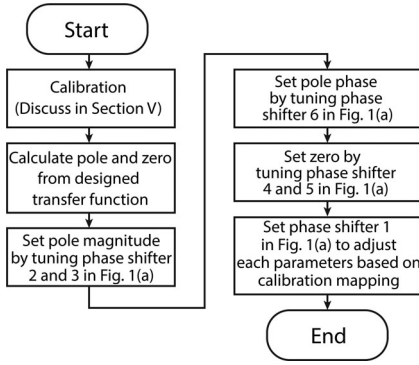 Start
Calibration
(Discuss in Section V)
Calculate pole and zero
from designed
transfer function
Set pole magnitude
by tuning phase shifter
2 and 3 in Fig. 1(a)
Set pole phase
by tuning phase
shifter 6 in Fig. 1(a)
Set zero by
tuning phase shifter
4 and 5 in Fig. 1(a)
Set phase shifter 1
in Fig. 1(a) to adjust
each parameters based on
calibration mapping
End